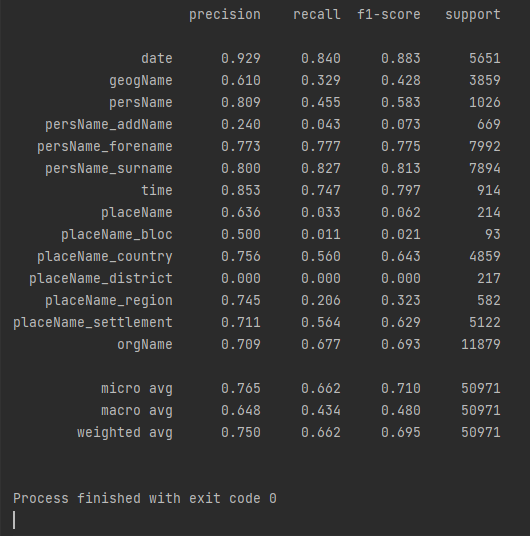 precision recall f1-score support
date 0.929 0.840 0.883 5651
geogName 0.610 0.329 0.428 3859
persName 0.809 0.455 0.583 1026
persName_addName 0.240 0.043 0.073 669
persName_forename 0.773 0.777 0.775 7992
persName_surname 0.800 0.827 0.813 7894
time 0.853 0.747 0.797 914
placeName 0.636 0.033 0.062 214
placeName_bloc 0.500 0.011 0.021 93
placeName_country 0.756 0.560 0.643 4859
placeName_district 0.000 0.000 0.000 217
placeName_region 0.745 0.206 0.323 582
placeName_settlement 0.711 0.564 0.629 5122
orgName 0.709 0.677 0.693 11879
micro avg 0.765 0.662 0.710 50971
macro avg 0.648 0.434 0.480 50971
weighted avg 0.750 0.662 0.695 50971
Process finished with exit code 0